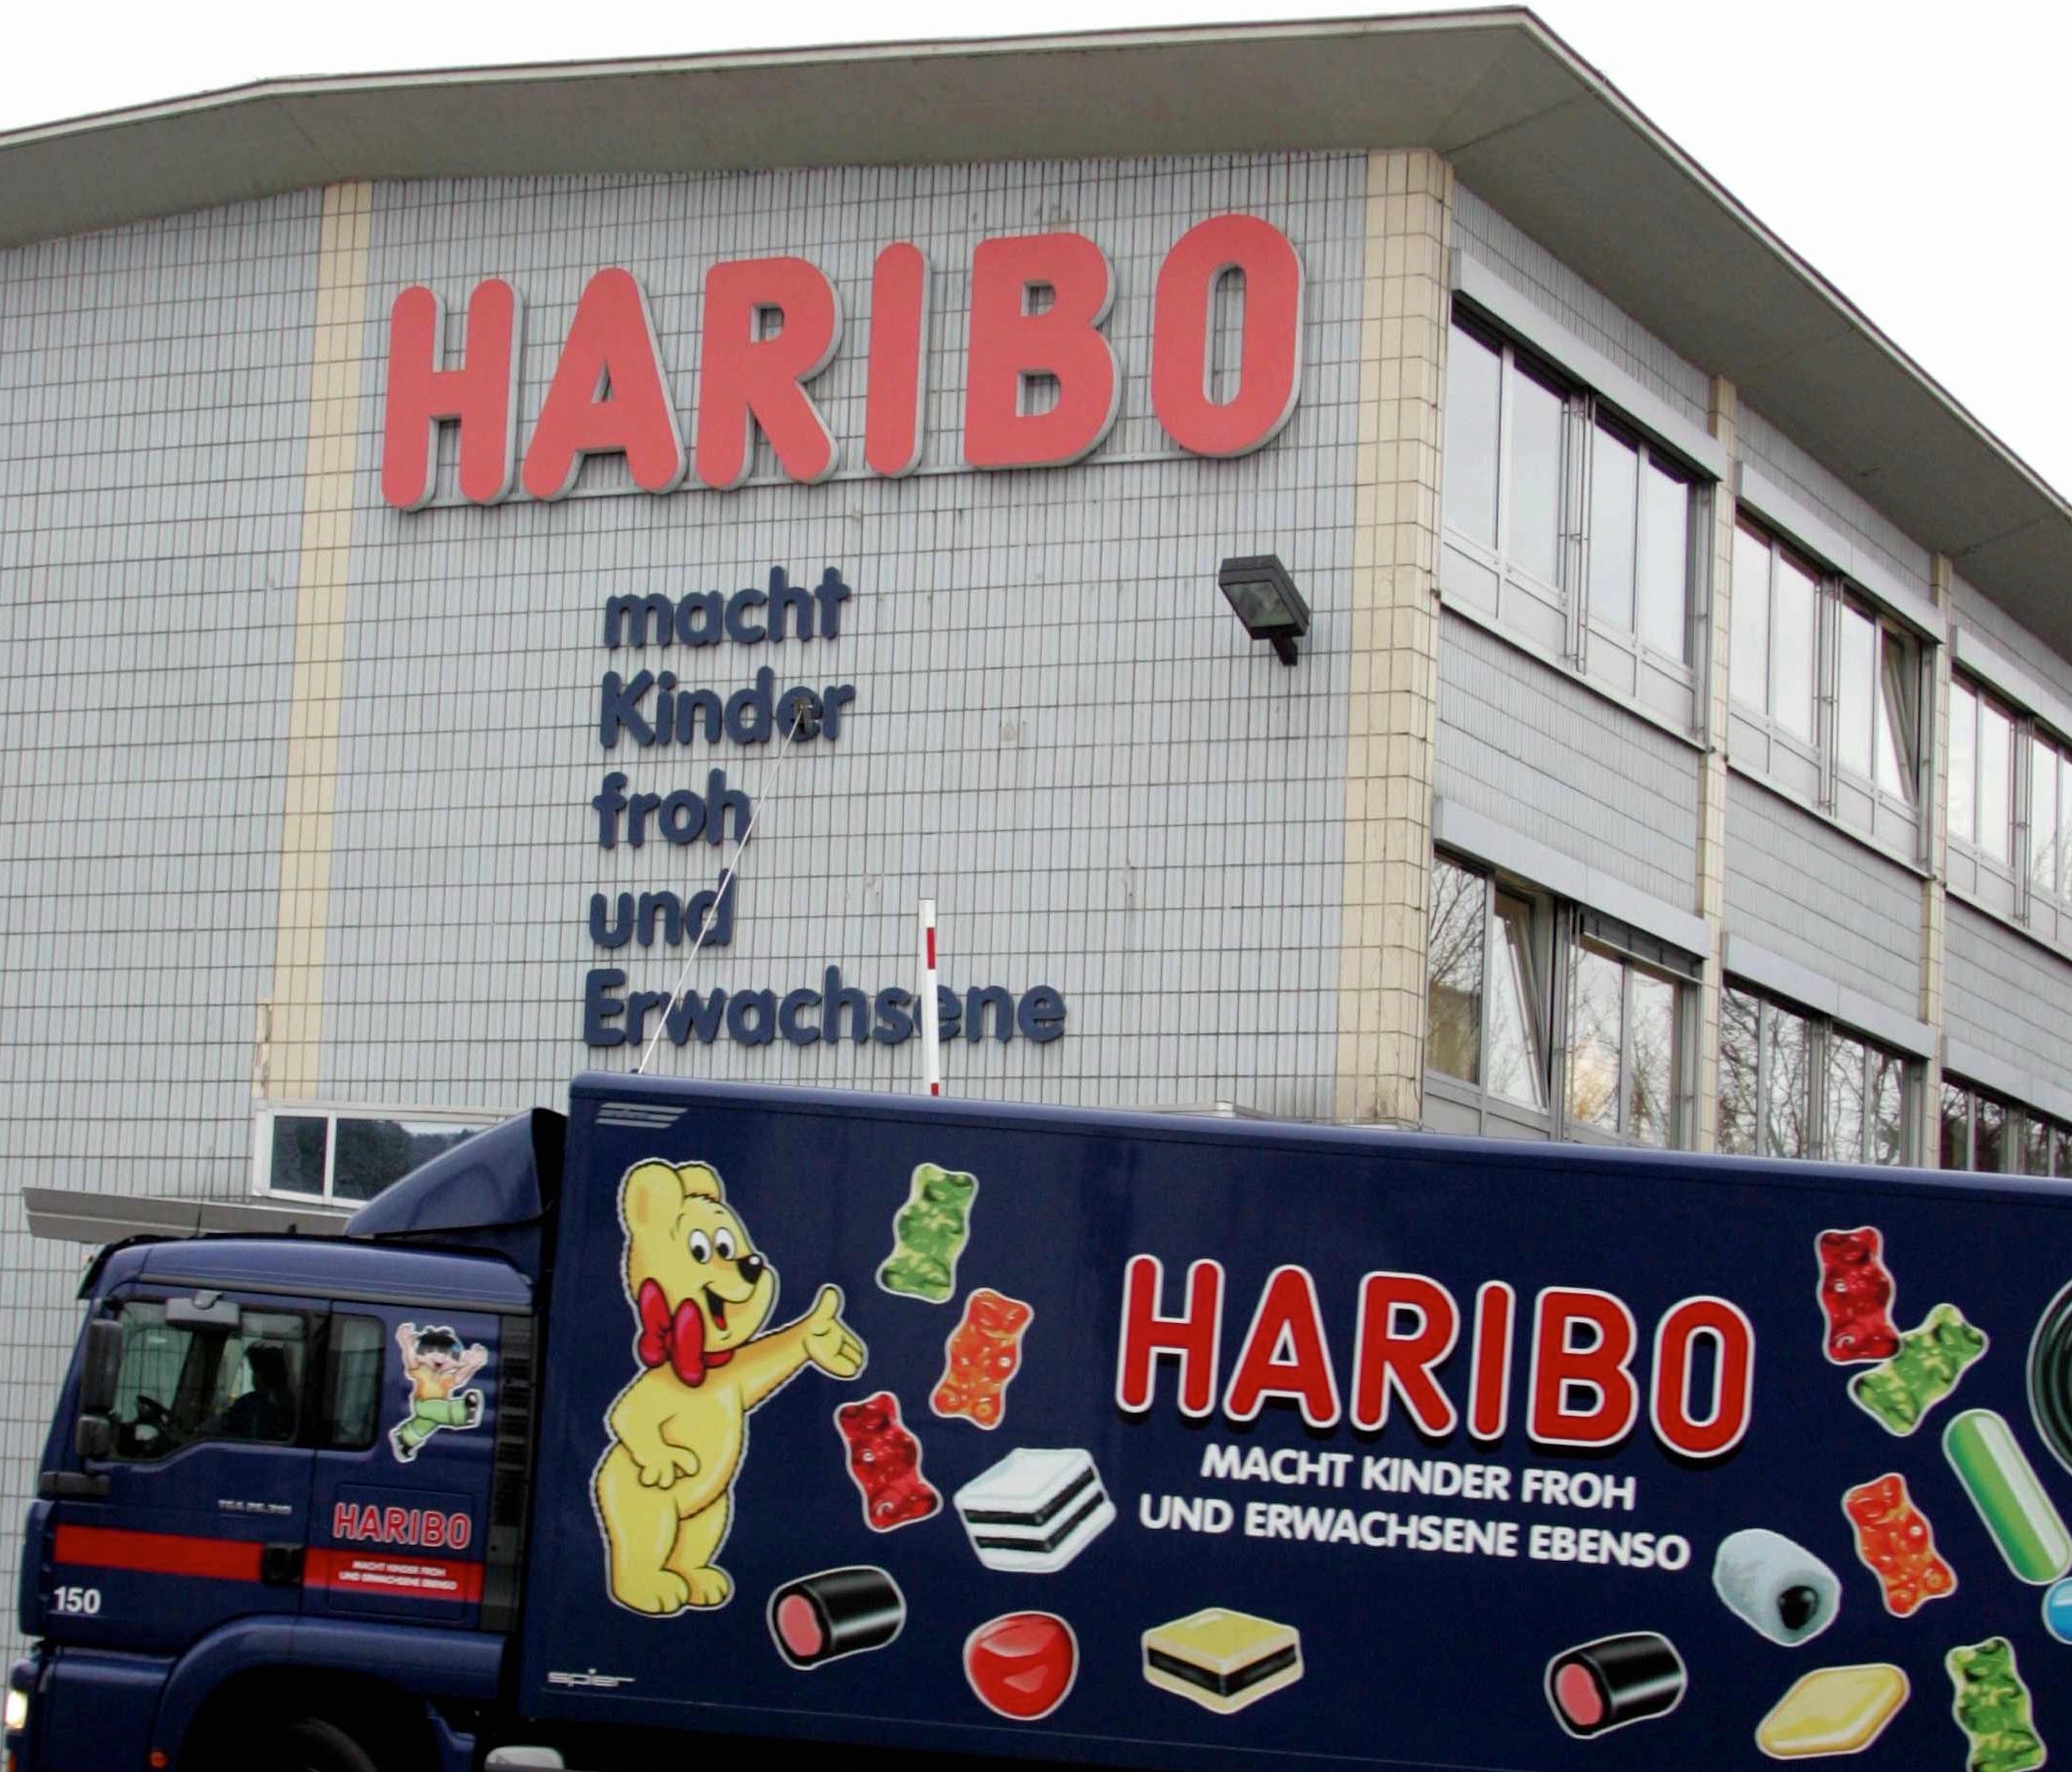 HARIBO
macht
Kinder
froh
und
Erwachsene
HARIBO
MACHT KINDER FROH
UND ERWACHSENE EBENSO
HARIBO
MACHT KINDER FROH
UND ERWACHSENE EBENSO
150
spier